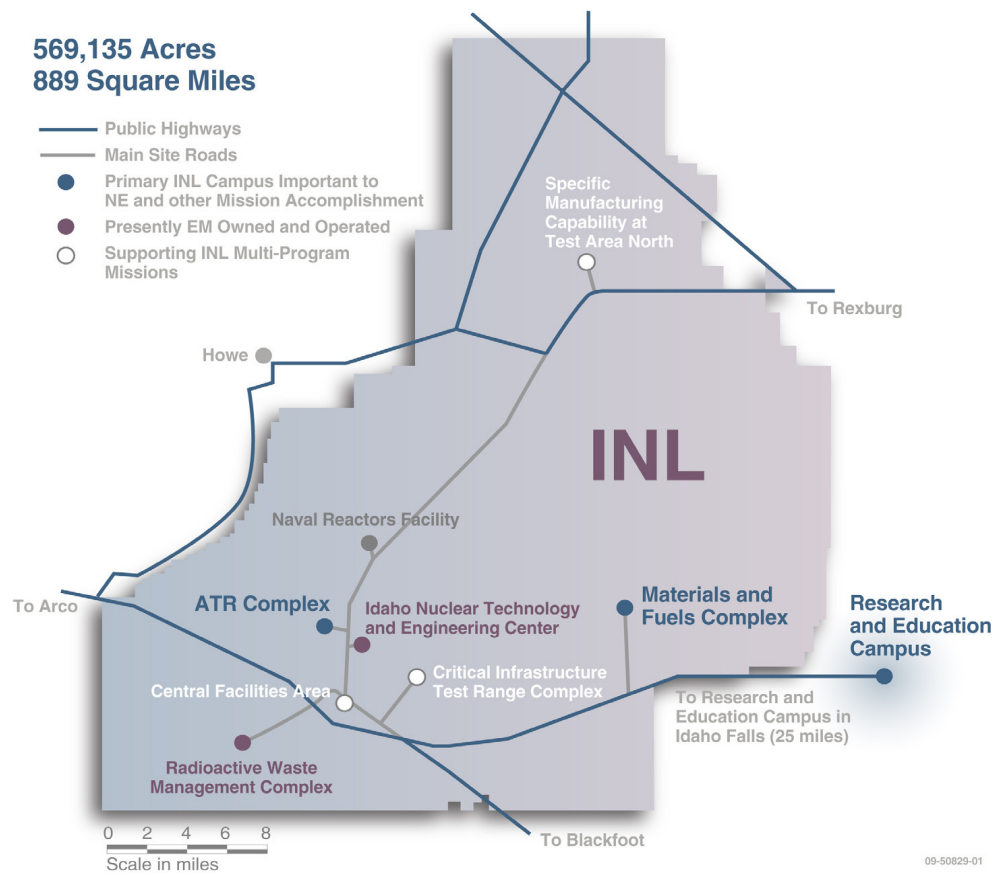 569,135 Acres
889 Square Miles
Public Highways
Main Site Roads
Primary INL Campus Important to
NE and other Mission Accomplishment
Presently EM Owned and Operated
Supporting INL Multi-Program
Missions
Specific
Manufacturing
Capability at
Test Area North
To Rexburg
Howe
INL
Naval Reactors Facility
To Arco
ATR Complex
Idaho Nuclear Technology
and Engineering Center
Materials and
Fuels Complex
Research
and Education
Campus
Central Facilities Area
Critical Infrastructure
Test Range Complex
To Research and
Education Campus in
Idaho Falls (25 miles)
Radioactive Waste
Management Complex
To Blackfoot
0 2 4 6 8
Scale in miles
09-50829-01